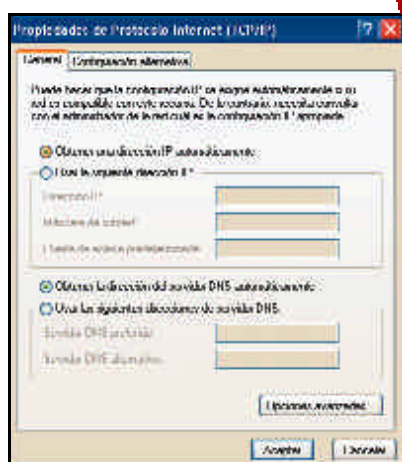 Propiedades de Protocolo Internet (TCP/IP)
General
Configuración alternativa
Puede hacer que la configuración IP se asigne automáticamente si su
red es compatible con este recurso. De lo contrario, necesita consultar
con el administrador de la red cuál es la configuración IP apropiada.
Obtener una dirección IP automáticamente
Usar la siguiente dirección IP:
Dirección IP:
Máscara de subred:
Puerta de enlace predeterminada:
Obtener la dirección del servidor DNS automáticamente
Usar las siguientes direcciones de servidor DNS:
Servidor DNS preferido:
Servidor DNS alternativo:
Opciones avanzadas...
Aceptar
Cancelar